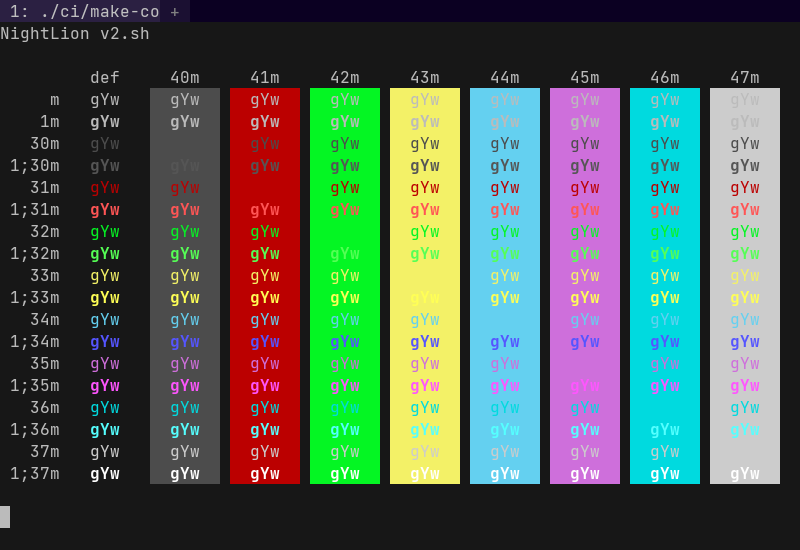 1: ./ci/make-co +
NightLion v2.sh
def 40m 41m 42m 43m 44m 45m 46m 47m
m gYw gYw gYw gYw gYw gYw gYw gYw gYw
1m gYw gYw gYw gYw gYw gYw gYw gYw gYw
30m gYw gYw gYw gYw gYw gYw gYw gYw
1;30m gYw gYw gYw gYw gYw gYw gYw gYw gYw
31m gYw gYw gYw gYw gYw gYw gYw gYw
1;31m gYw gYw gYw gYw gYw gYw gYw gYw gYw
32m gYw gYw gYw gYw gYw gYw gYw gYw
1;32m gYw gYw gYw gYw gYw gYw gYw gYw gYw
33m gYw gYw gYw gYw gYw gYw gYw gYw
1;33m gYw gYw gYw gYw gYw gYw gYw gYw gYw
34m gYw gYw gYw gYw gYw gYw gYw gYw
1;34m gYw gYw gYw gYw gYw gYw gYw gYw gYw
35m gYw gYw gYw gYw gYw gYw gYw gYw
1;35m gYw gYw gYw gYw gYw gYw gYw gYw gYw
36m gYw gYw gYw gYw gYw gYw gYw gYw
1;36m gYw gYw gYw gYw gYw gYw gYw gYw gYw
37m gYw gYw gYw gYw gYw gYw gYw gYw
1;37m gYw gYw gYw gYw gYw gYw gYw gYw gYw